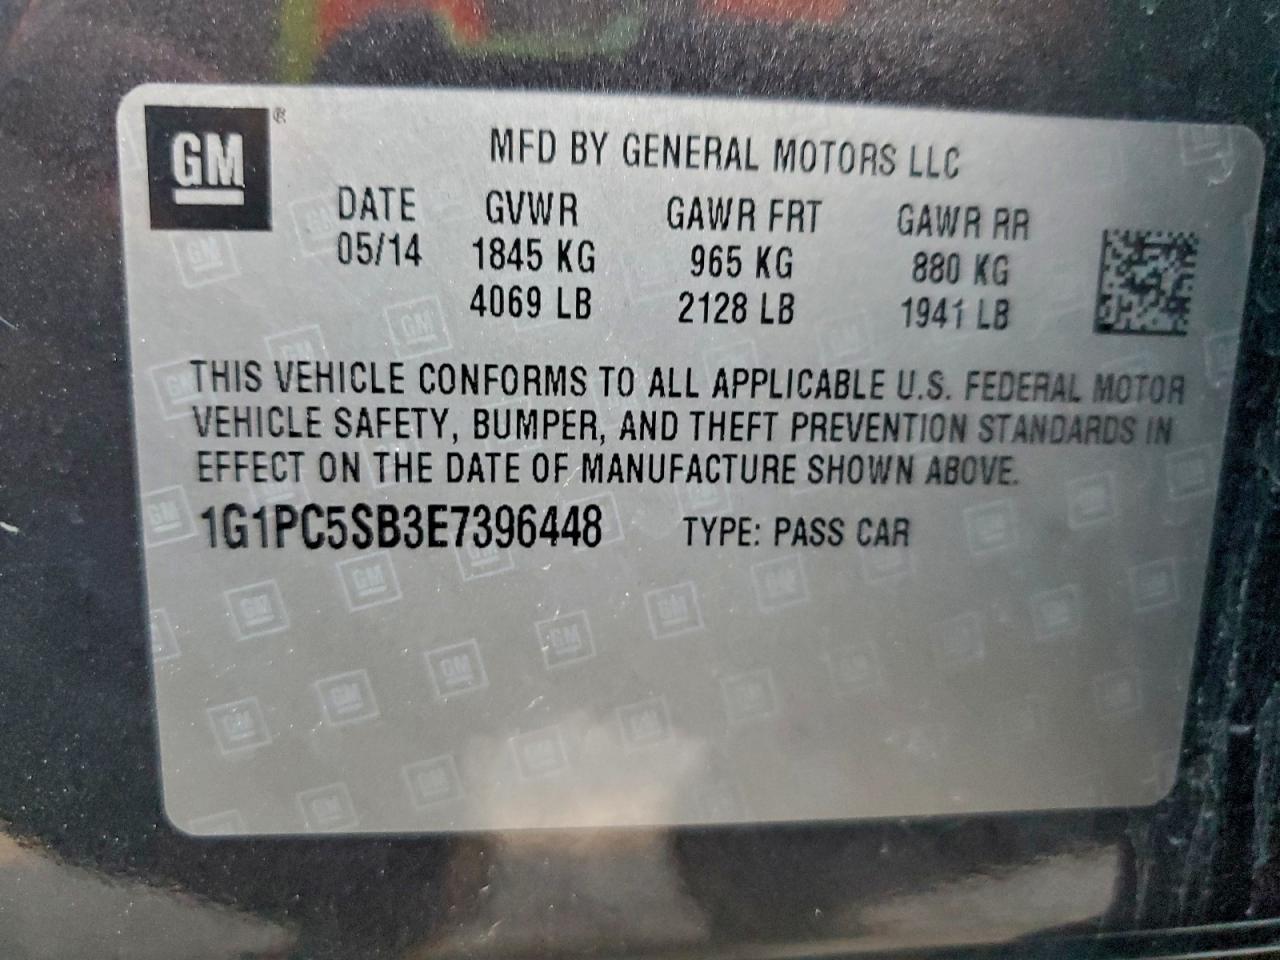 GM®
MFD BY GENERAL MOTORS LLC
DATE GVWR GAWR FRT GAWR RR
05/14 1845 KG 965 KG 880 KG
4069 LB 2128 LB 1941 LB
THIS VEHICLE CONFORMS TO ALL APPLICABLE U.S. FEDERAL MOTOR
VEHICLE SAFETY, BUMPER, AND THEFT PREVENTION STANDARDS IN
EFFECT ON THE DATE OF MANUFACTURE SHOWN ABOVE.
1G1PC5SB3E7396448 TYPE: PASS CAR